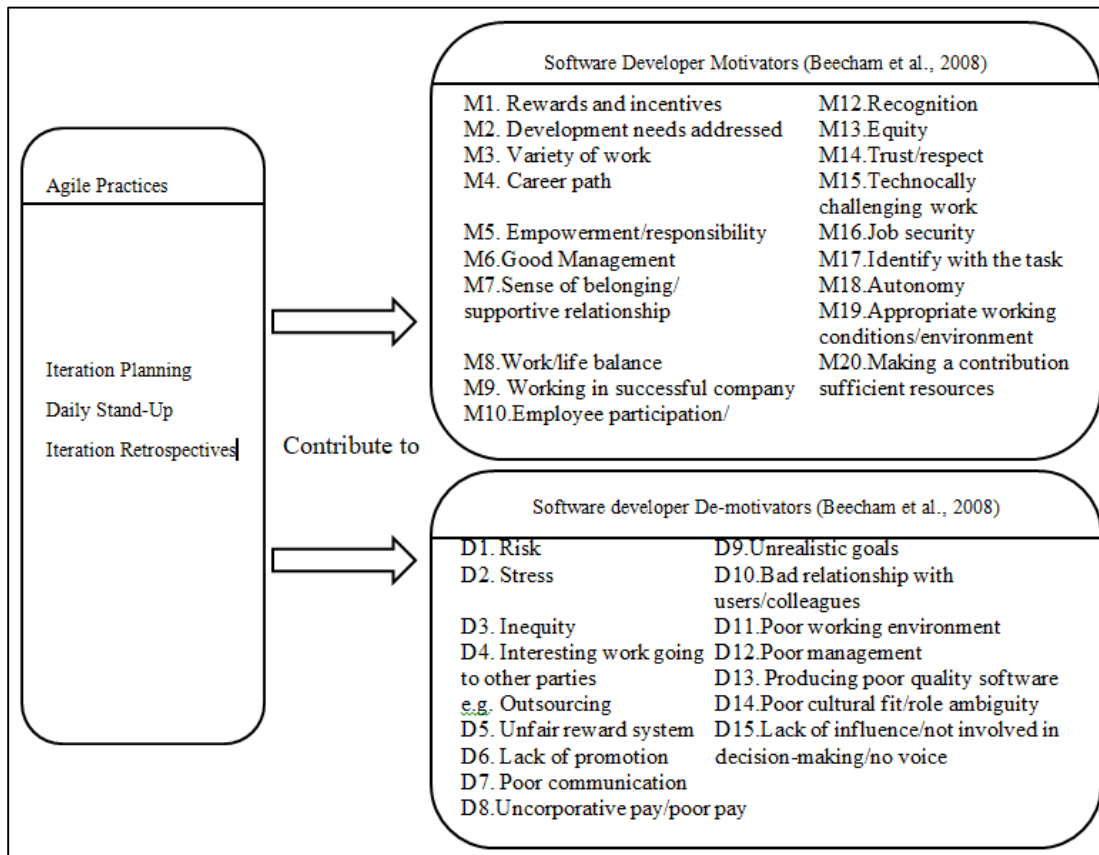 Agile Practices
Iteration Planning
Daily Stand-Up
Iteration Retrospectives
Contribute to
Software Developer Motivators (Beecham et al., 2008)
M1. Rewards and incentives
M2. Development needs addressed
M3. Variety of work
M4. Career path
M5. Empowerment/responsibility
M6.Good Management
M7.Sense of belonging/
supportive relationship
M8.Work/life balance
M9. Working in successful company
M10.Employee participation/
M12.Recognition
M13.Equity
M14.Trust/respect
M15.Technocally
challenging work
M16.Job security
M17.Identify with the task
M18.Autonomy
M19.Appropriate working
conditions/environment
M20.Making a contribution
sufficient resources
Software developer De-motivators (Beecham et al., 2008)
D1. Risk
D2. Stress
D3. Inequity
D4. Interesting work going
to other parties
e.g. Outsourcing
D5. Unfair reward system
D6. Lack of promotion
D7. Poor communication
D8.Uncorporative pay/poor pay
D9.Unrealistic goals
D10.Bad relationship with
users/colleagues
D11.Poor working environment
D12.Poor management
D13. Producing poor quality software
D14.Poor cultural fit/role ambiguity
D15.Lack of influence/not involved in
decision-making/no voice